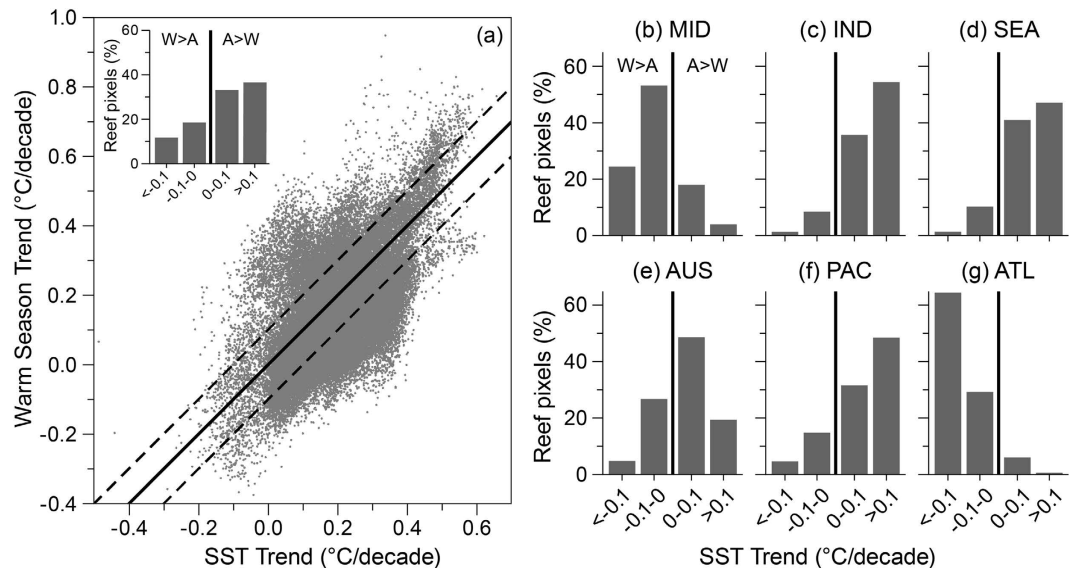 (a)
W>A A>W
Reef pixels (%)
60
40
20
0
<-0.1
-0.1-0
0-0.1
>0.1
Warm Season Trend (°C/decade)
1.0
0.8
0.6
0.4
0.2
0.0
-0.2
-0.4
-0.4 -0.2 0.0 0.2 0.4 0.6
SST Trend (°C/decade)
(b) MID (c) IND (d) SEA
W>A A>W
Reef pixels (%)
60
40
20
0
(e) AUS (f) PAC (g) ATL
Reef pixels (%)
60
40
20
0
<-0.1 -0.1-0 0-0.1 >0.1 <-0.1 -0.1-0 0-0.1 >0.1 <-0.1 -0.1-0 0-0.1 >0.1
SST Trend (°C/decade)